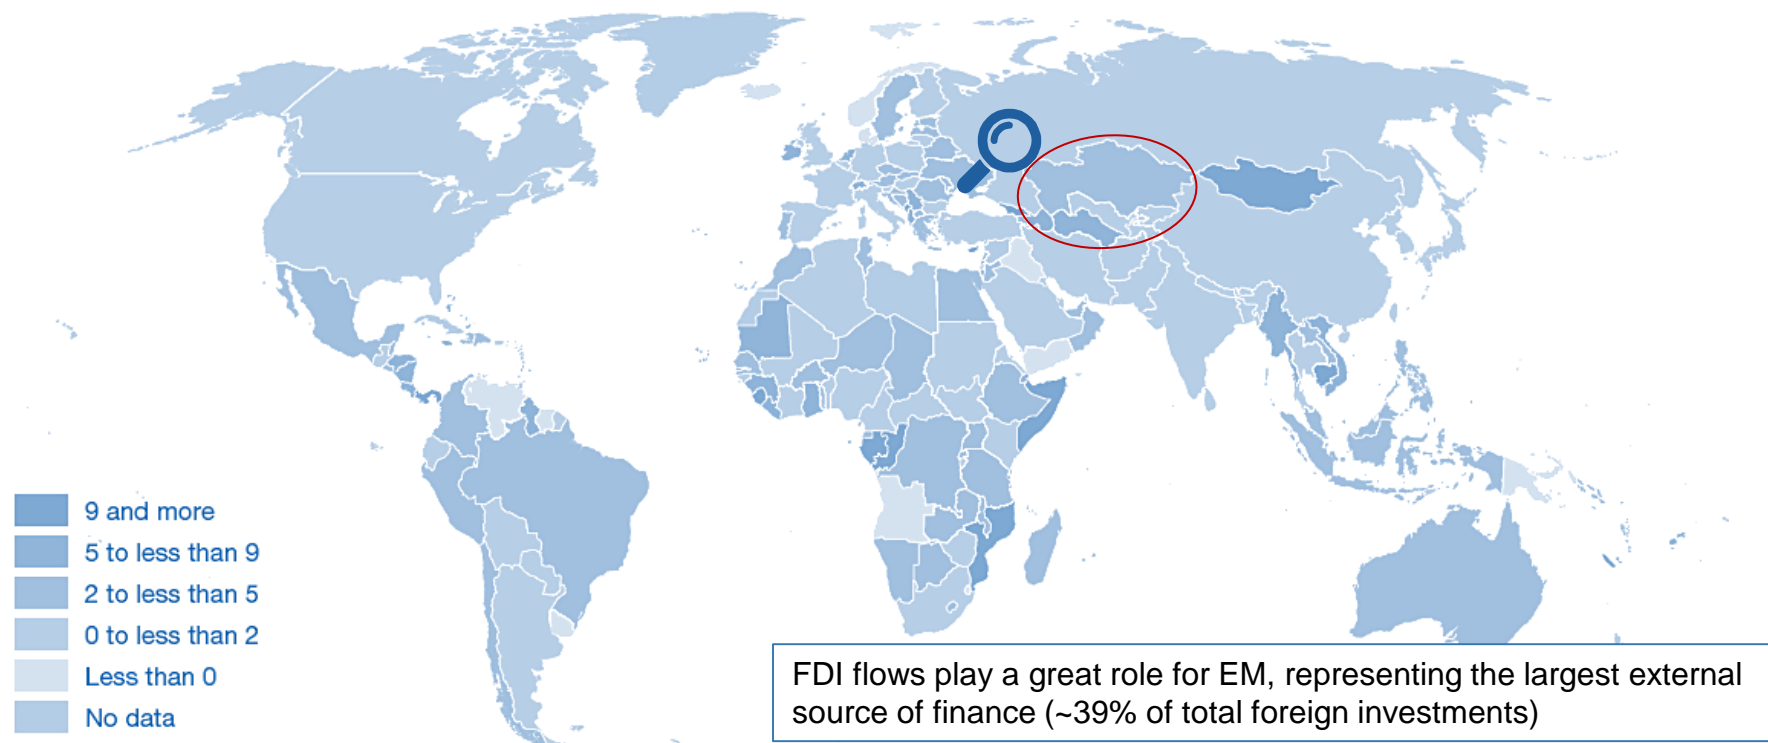 9 and more
5 to less than 9
2 to less than 5
0 to less than 2
Less than 0
No data
FDI flows play a great role for EM, representing the largest external
source of finance (~39% of total foreign investments)